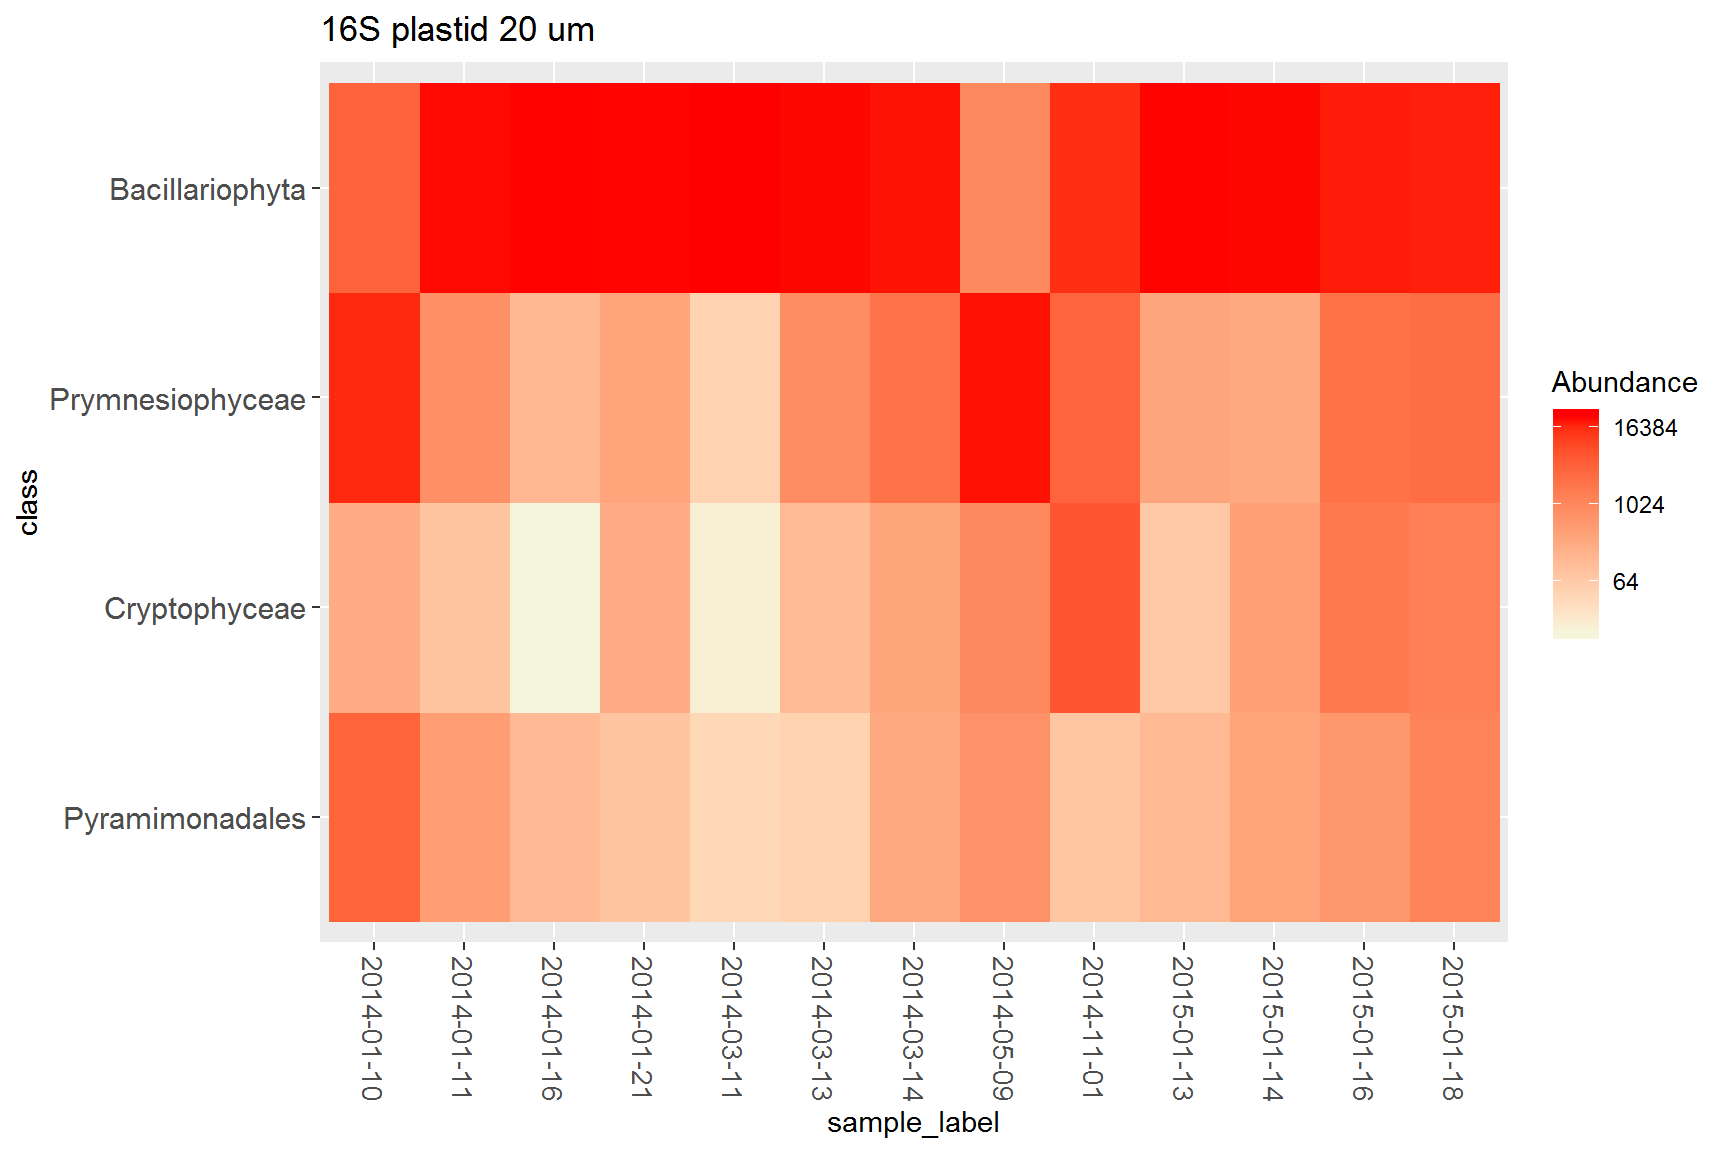 16S plastid 20 um
Bacillariophyta
Prymnesiophyceae
Cryptophyceae
Pyramimonadales
class
2014-01-10
2014-01-11
2014-01-16
2014-01-21
2014-03-11
2014-03-13
2014-03-14
2014-05-09
2014-11-01
2015-01-13
2015-01-14
2015-01-16
2015-01-18
sample_label
Abundance
16384
1024
64